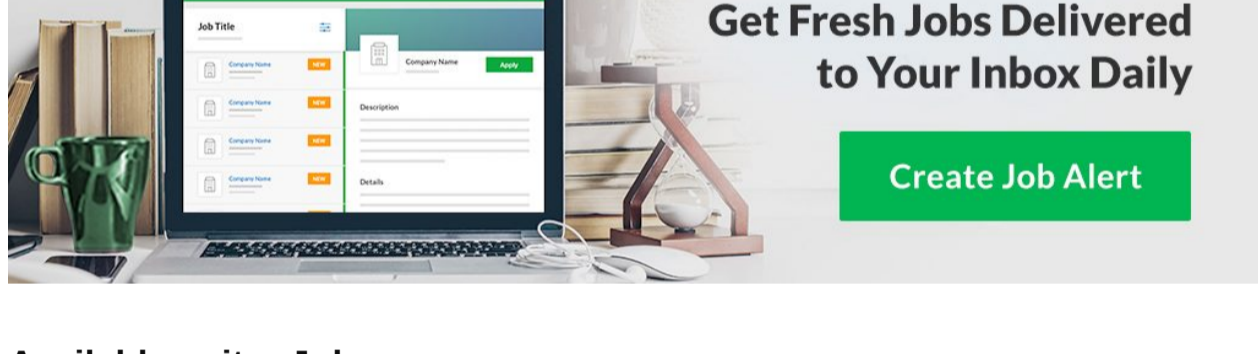 Get Fresh Jobs Delivered
to Your Inbox Daily
Create Job Alert
Job Title
Company Name
NEW
Company Name
NEW
Company Name
NEW
Company Name
NEW
Company Name
Apply
Description
Details